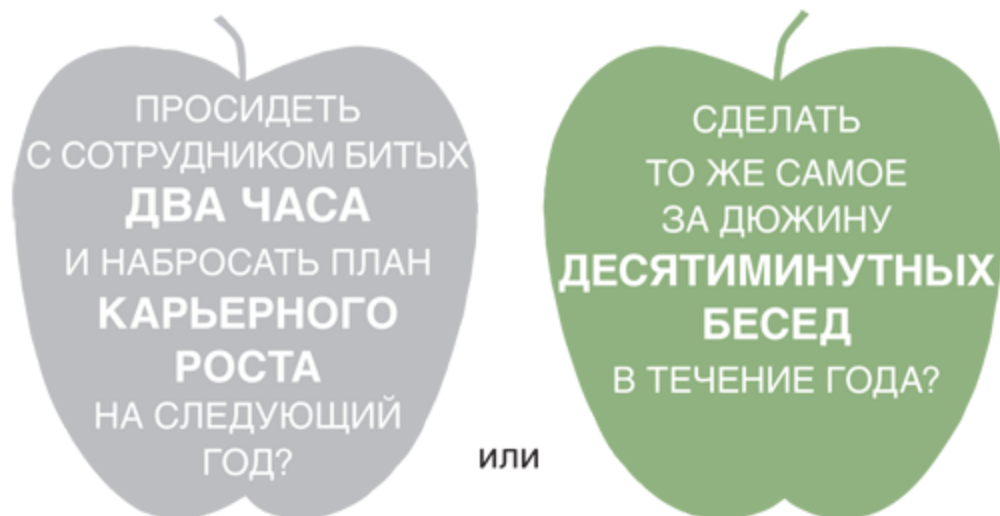 ПРОСИДЕТЬ
С СОТРУДНИКОМ БИТЫХ
ДВА ЧАСА
И НАБРОСАТЬ ПЛАН
КАРЬЕРНОГО
РОСТА
НА СЛЕДУЮЩИЙ
ГОД?
или
СДЕЛАТЬ
ТО ЖЕ САМОЕ
ЗА ДЮЖИНУ
ДЕСЯТИМИНУТНЫХ
БЕСЕД
В ТЕЧЕНИЕ ГОДА?